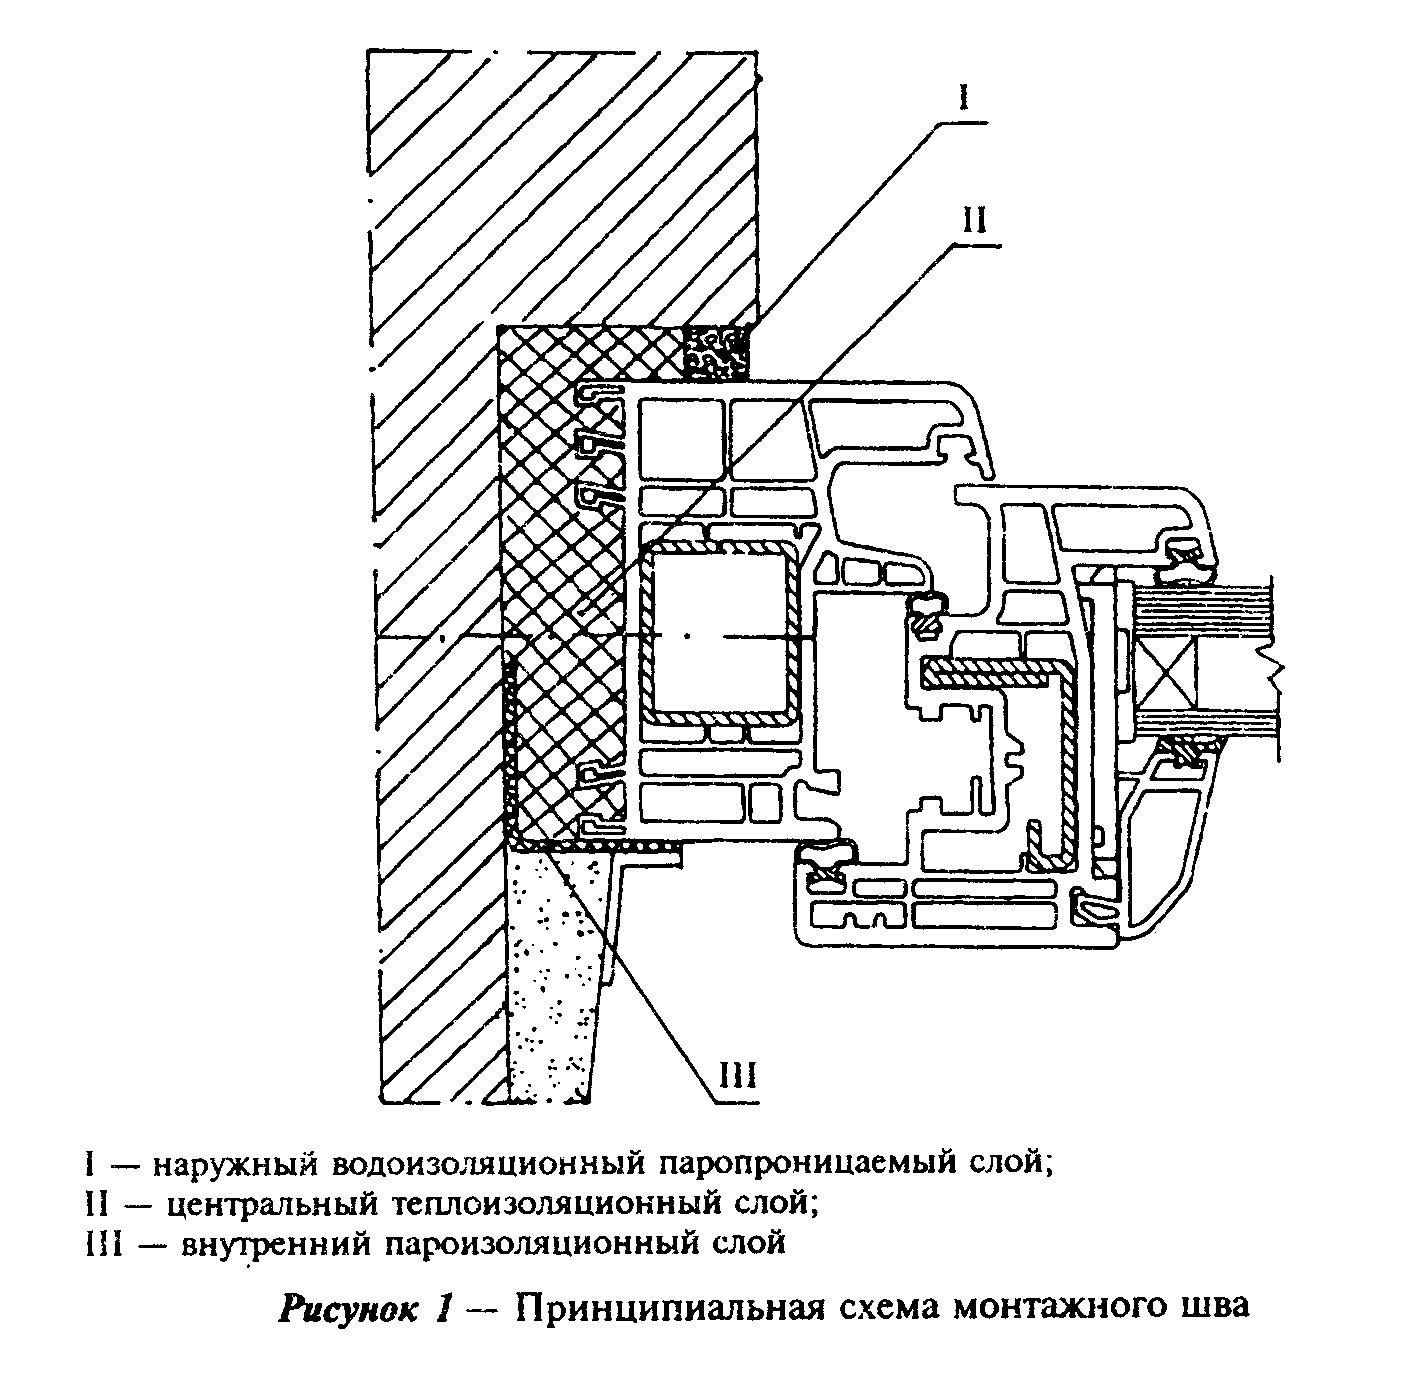 I
II
III
I — наружный водоизоляционный паропроницаемый слой;
II — центральный теплоизоляционный слой;
III — внутренний пароизоляционный слой
Рисунок 1 — Принципиальная схема монтажного шва